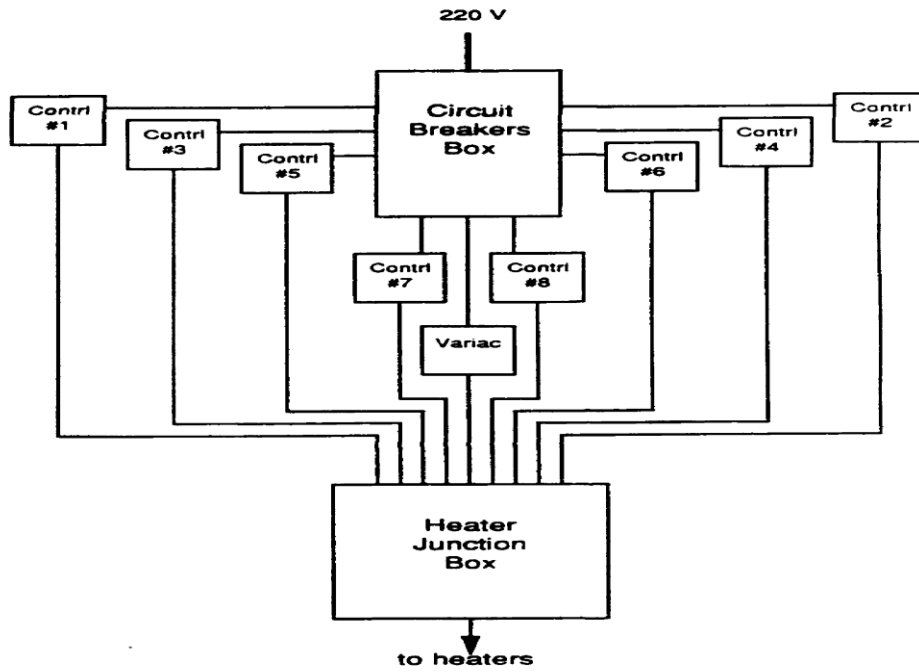 220 V
Circuit
Breakers
Box
Contrl
#1
Contrl
#2
Contrl
#3
Contrl
#4
Contrl
#5
Contrl
#6
Contrl
#7
Contrl
#8
Variac
Heater
Junction
Box
to heaters